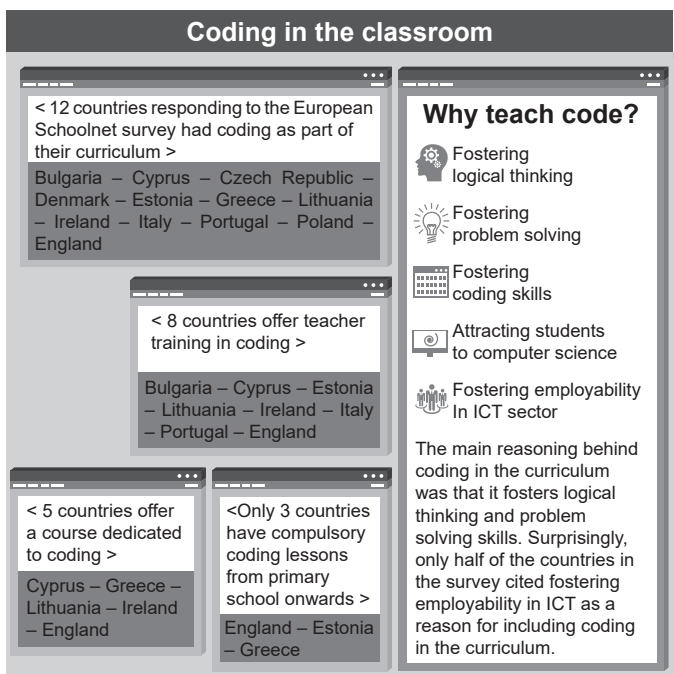 Coding in the classroom
< 12 countries responding to the European
Schoolnet survey had coding as part of
their curriculum >
Bulgaria – Cyprus – Czech Republic –
Denmark – Estonia – Greece – Lithuania
– Ireland – Italy – Portugal – Poland –
England
< 8 countries offer teacher
training in coding >
Bulgaria – Cyprus – Estonia
– Lithuania – Ireland – Italy
– Portugal – England
< 5 countries offer
a course dedicated
to coding >
Cyprus – Greece –
Lithuania – Ireland
– England
<Only 3 countries
have compulsory
coding lessons
from primary
school onwards >
England – Estonia
– Greece
Why teach code?
Fostering
logical thinking
Fostering
problem solving
Fostering
coding skills
Attracting students
to computer science
Fostering employability
In ICT sector
The main reasoning behind
coding in the curriculum
was that it fosters logical
thinking and problem
solving skills. Surprisingly,
only half of the countries in
the survey cited fostering
employability in ICT as a
reason for including coding
in the curriculum.